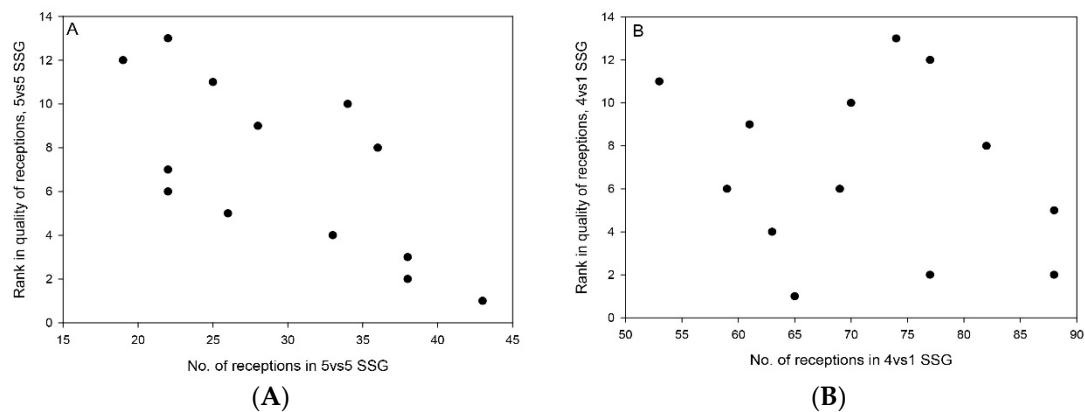 A
Rank in quality of receptions, 5vs5 SSG
14
12
10
8
6
4
2
0
15 20 25 30 35 40 45
No. of receptions in 5vs5 SSG
(A)
B
Rank in quality of receptions, 4vs1 SSG
14
12
10
8
6
4
2
0
50 55 60 65 70 75 80 85 90
No. of receptions in 4vs1 SSG
(B)